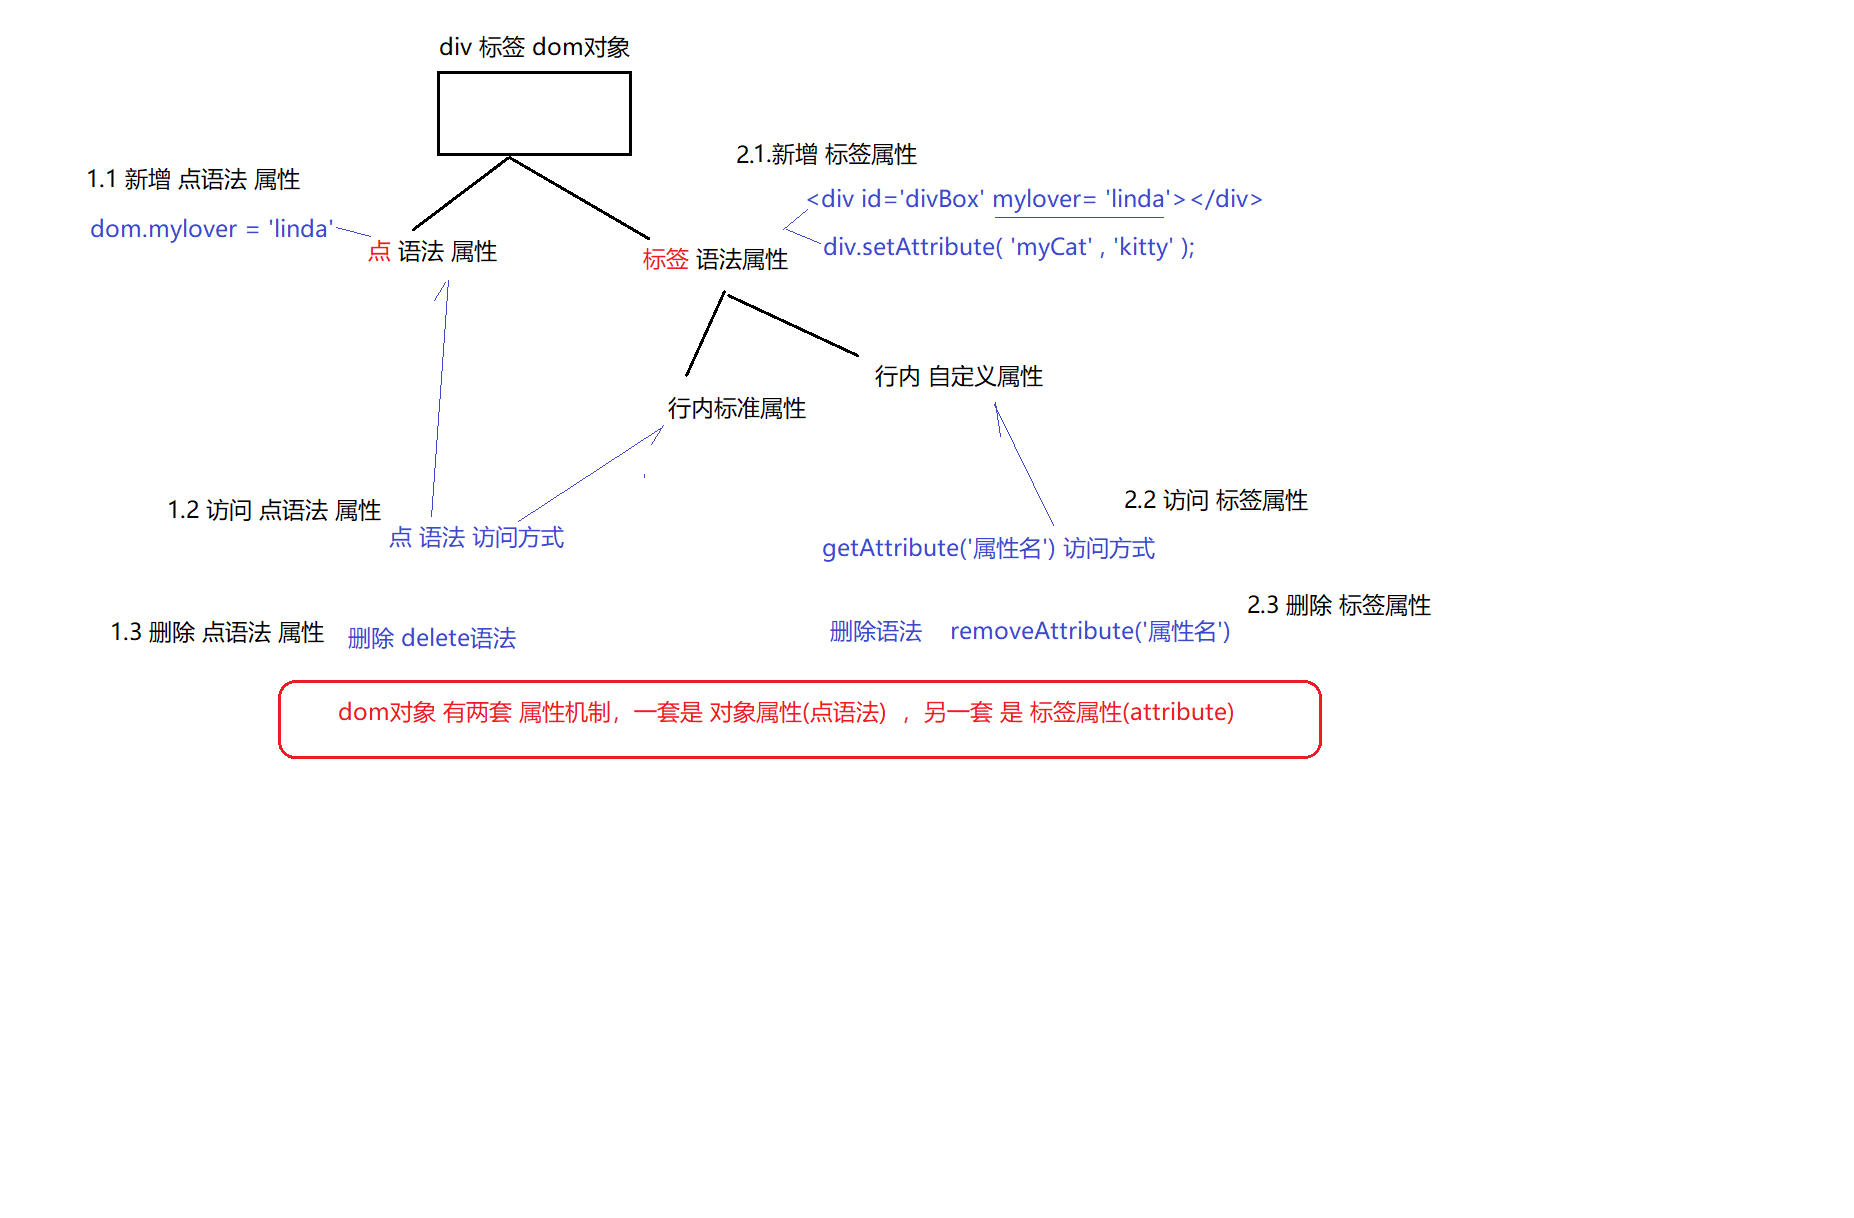 div 标签 dom对象
2.1.新增 标签属性
1.1 新增 点语法 属性
<div id='divBox' mylover= 'linda'></div>
dom.mylover = 'linda'
div.setAttribute( 'myCat' , 'kitty' );
点 语法 属性
标签 语法属性
行内 自定义属性
行内标准属性
1.2 访问 点语法 属性
点 语法 访问方式
2.2 访问 标签属性
getAttribute('属性名') 访问方式
2.3 删除 标签属性
1.3 删除 点语法 属性
删除 delete语法
删除语法 removeAttribute('属性名')
dom对象 有两套 属性机制，一套是 对象属性(点语法) ，另一套 是 标签属性(attribute)